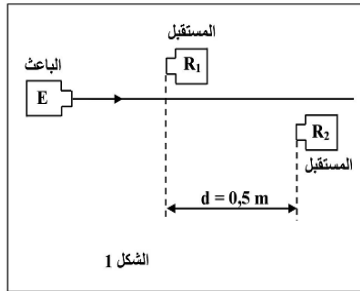 المستقبل
الباعث
R₁
E
R₂
المستقبل
d = 0,5 m
الشكل 1